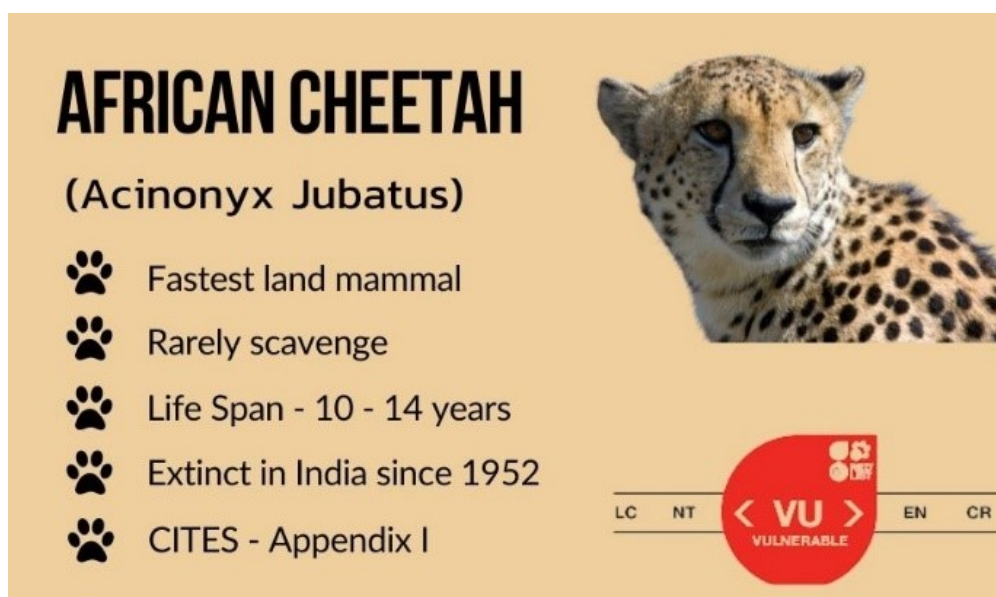 AFRICAN CHEETAH
(Acinonyx Jubatus)
Fastest land mammal
Rarely scavenge
Life Span - 10 - 14 years
Extinct in India since 1952
CITES - Appendix I
LC NT < VU > EN CR
VULNERABLE